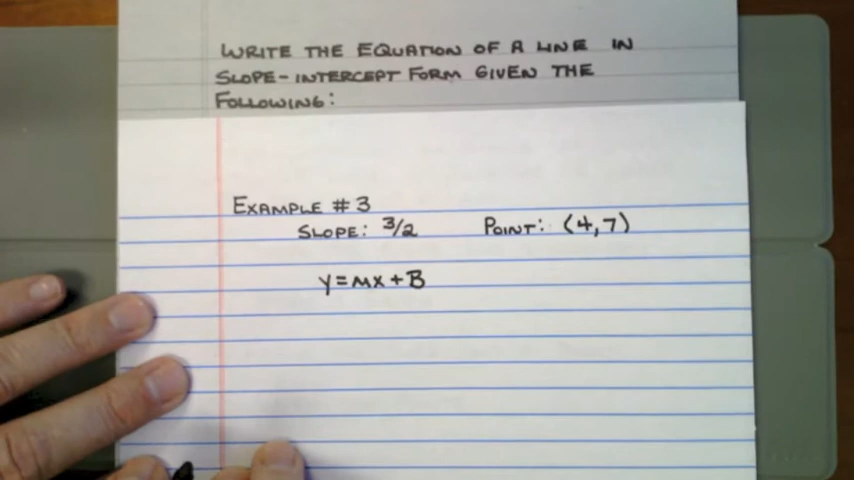 WRITE THE EQUATION OF A LINE IN
SLOPE-INTERCEPT FORM GIVEN THE
FOLLOWING:
EXAMPLE #3
SLOPE: 3/2 POINT: (4,7)
y=mx+B